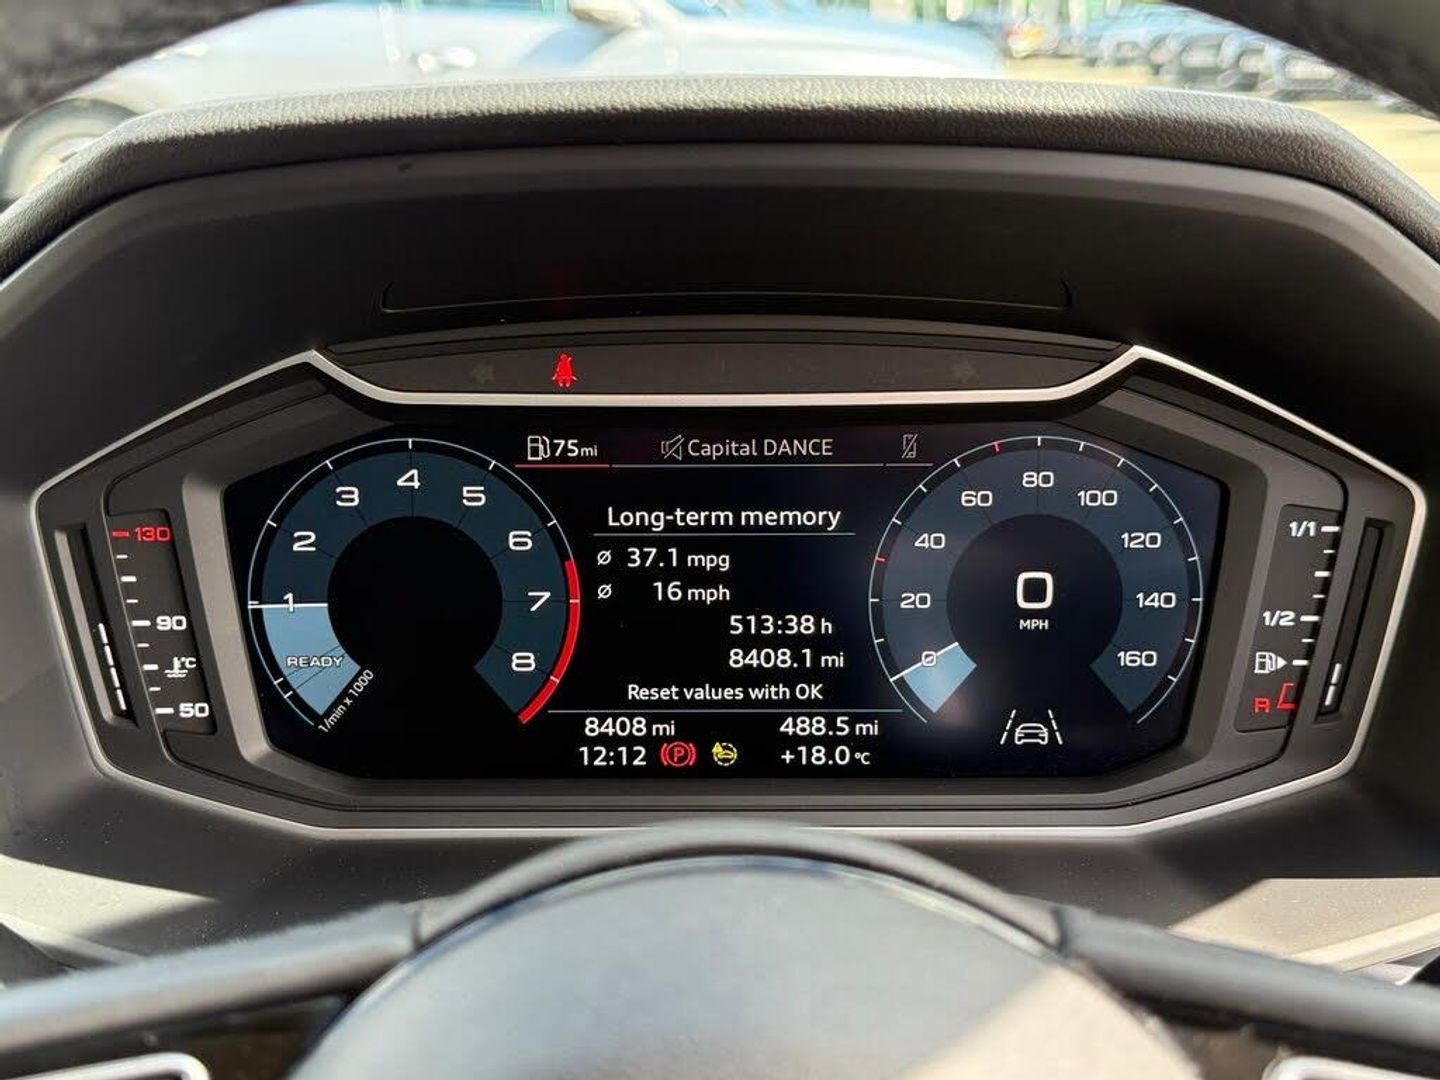 75mi Capital DANCE
Long-term memory
Ø 37.1 mpg
Ø 16 mph
513:38 h
8408.1 mi
Reset values with OK
8408 mi 488.5 mi
12:12 P +18.0 °C
1 2 3 4 5 6 7 8
READY
1/min x 1000
0 20 40 60 80 100 120 140 160
0
MPH
130
90
°C
50
1/1
1/2
R